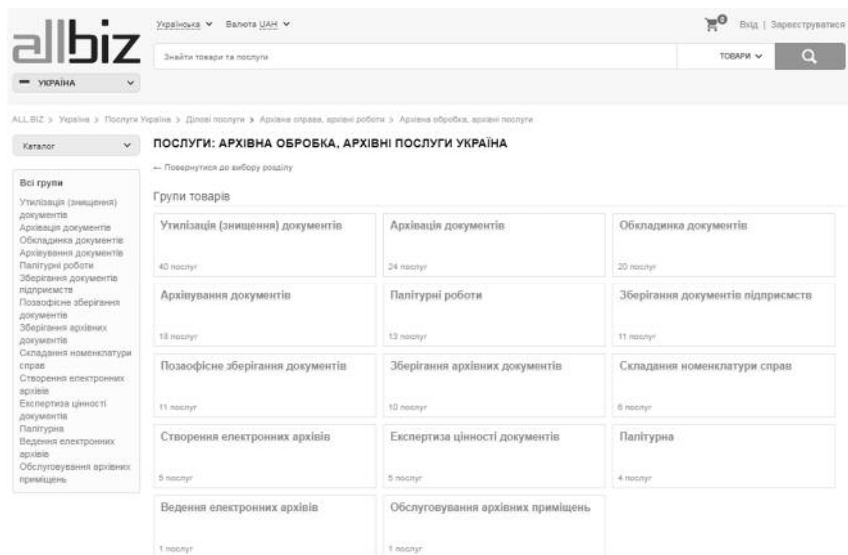 allbiz
Українська Валюта UAH
0 Вхід | Зареєструватися
Знайти товари та послуги
ТОВАРИ
УКРАЇНА
ALL.BIZ > Україна > Послуги Україна > Ділові послуги > Архівна справа, архівні роботи > Архівна обробка, архівні послуги
Каталог
ПОСЛУГИ: АРХІВНА ОБРОБКА, АРХІВНІ ПОСЛУГИ УКРАЇНА
← Повернутися до вибору розділу
Всі групи
Утилізація (знищення)
документів
Архівація документів
Обкладинка документів
Архівування документів
Палітурні роботи
Зберігання документів
підприємств
Позаофісне зберігання
документів
Зберігання архівних
документів
Складання номенклатури
справ
Створення електронних
архівів
Експертиза цінності
документів
Палітурна
Ведення електронних
архівів
Обслуговування архівних
приміщень
Групи товарів
Утилізація (знищення) документів
40 послуг
Архівація документів
24 послуг
Обкладинка документів
20 послуг
Архівування документів
18 послуг
Палітурні роботи
13 послуг
Зберігання документів підприємств
11 послуг
Позаофісне зберігання документів
11 послуг
Зберігання архівних документів
10 послуг
Складання номенклатури справ
6 послуг
Створення електронних архівів
5 послуг
Експертиза цінності документів
5 послуг
Палітурна
4 послуг
Ведення електронних архівів
1 послуг
Обслуговування архівних приміщень
1 послуг